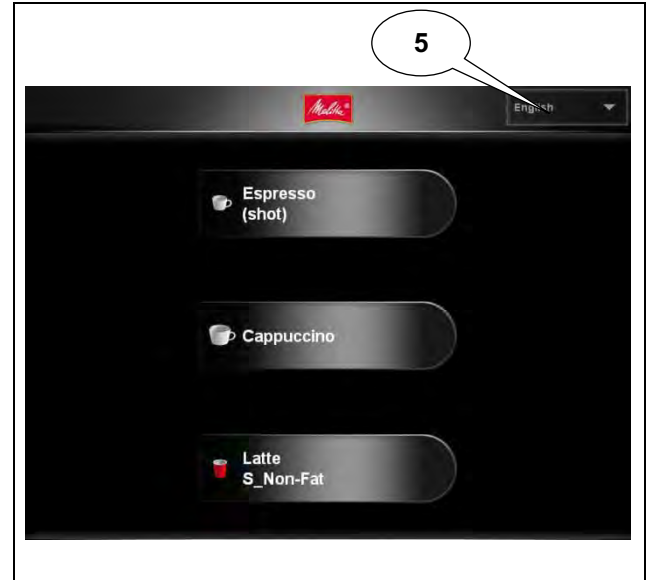 5
Melitta®
English
Espresso
(shot)
Cappuccino
Latte
S_Non-Fat